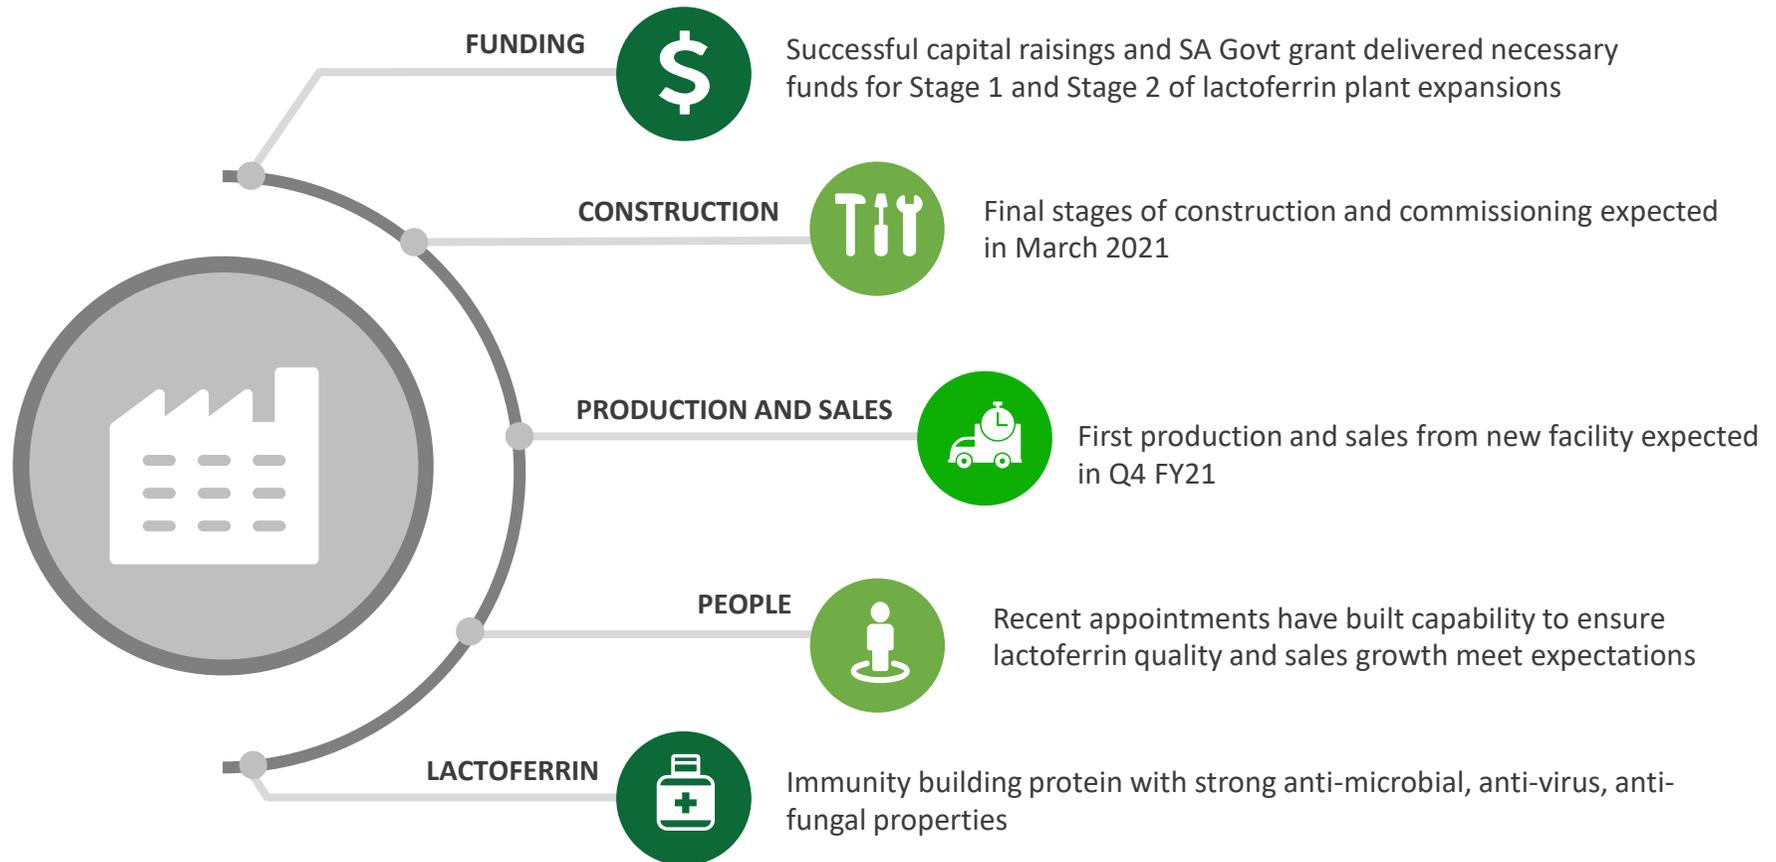 FUNDING
Successful capital raisings and SA Govt grant delivered necessary
funds for Stage 1 and Stage 2 of lactoferrin plant expansions
CONSTRUCTION
Final stages of construction and commissioning expected
in March 2021
PRODUCTION AND SALES
First production and sales from new facility expected
in Q4 FY21
PEOPLE
Recent appointments have built capability to ensure
lactoferrin quality and sales growth meet expectations
LACTOFERRIN
Immunity building protein with strong anti-microbial, anti-virus, anti-
fungal properties